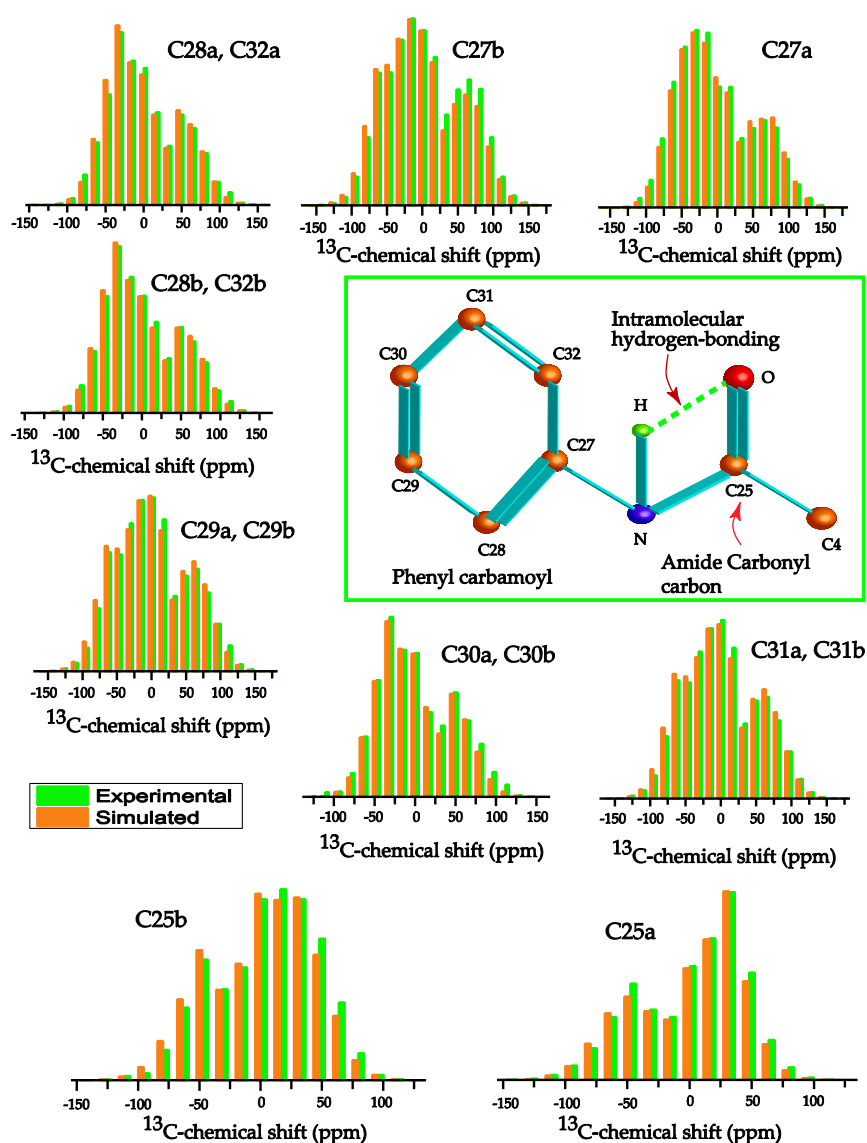 C28a, C32a
-150 -100 -50 0 50 100 150
C27b
-150 -100 -50 0 50 100 150
¹³C-chemical shift (ppm)
C27a
-150 -100 -50 0 50 100 150
¹³C-chemical shift (ppm)
C28b, C32b
-150 -100 -50 0 50 100 150
¹³C-chemical shift (ppm)
C31
C30
C32
C29
C28
C27
Intramolecular
hydrogen-bonding
H
O
N
C25
C4
Phenyl carbamoyl
Amide Carbonyl
carbon
C29a, C29b
-150 -100 -50 0 50 100 150
¹³C-chemical shift (ppm)
C30a, C30b
-100 -50 0 50 100 150
¹³C-chemical shift (ppm)
C31a, C31b
-150 -100 -50 0 50 100 150
¹³C-chemical shift (ppm)
Experimental
Simulated
C25b
-150 -100 -50 0 50 100
¹³C-chemical shift (ppm)
C25a
-150 -100 -50 0 50 100
¹³C-chemical shift (ppm)